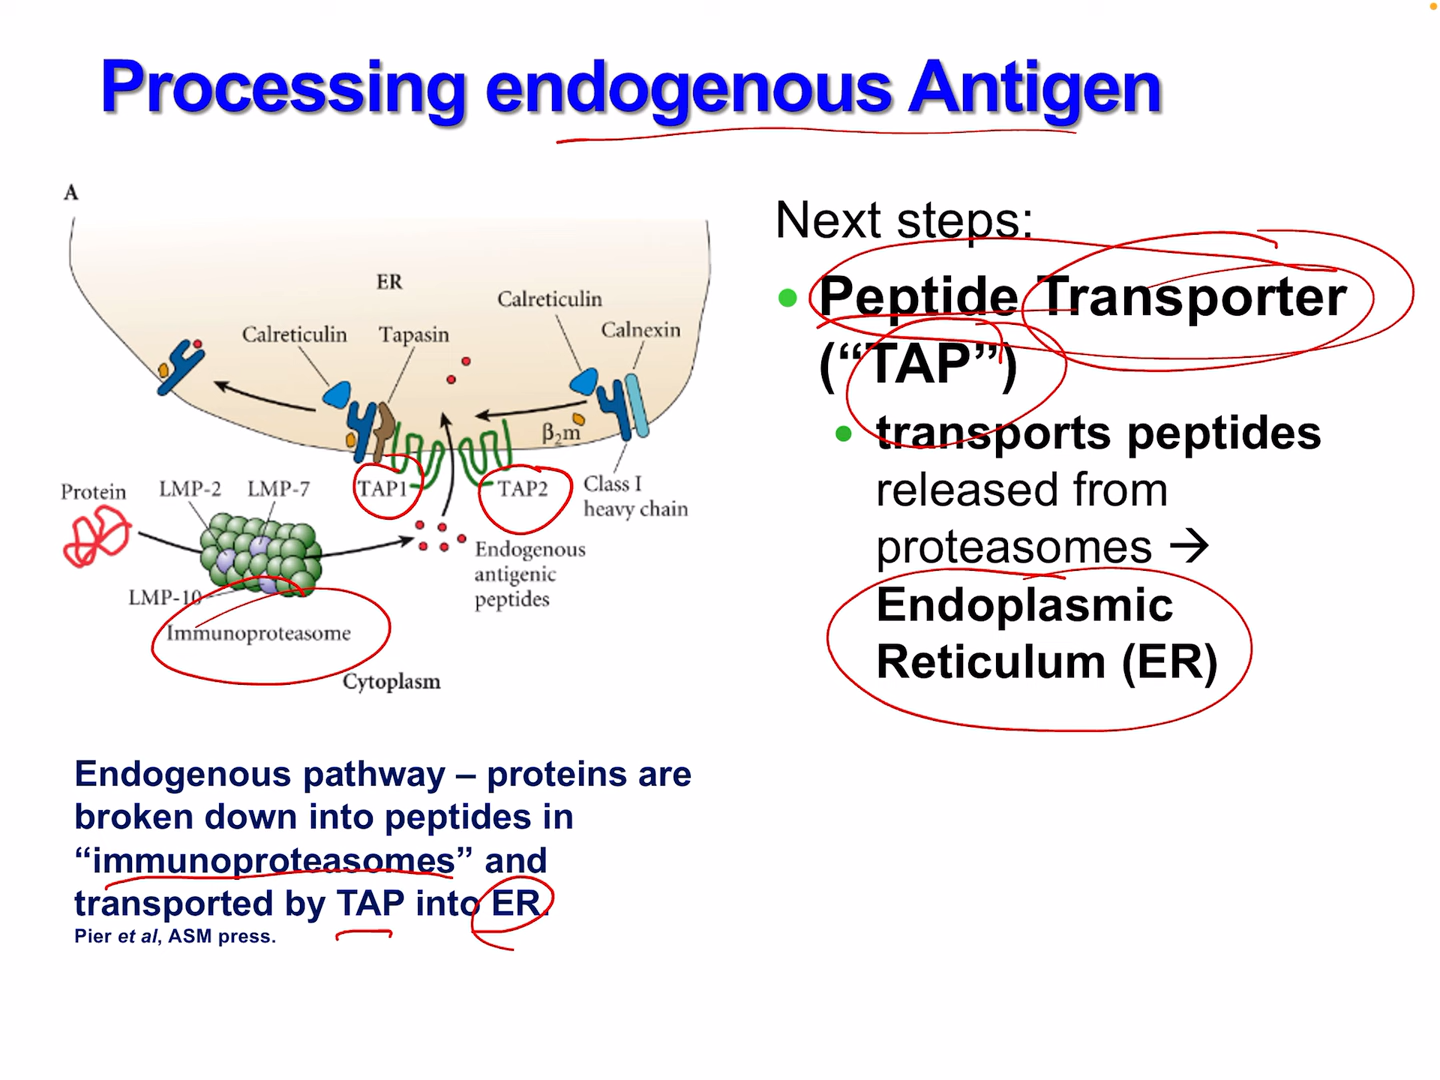 Processing endogenous Antigen
A
ER
Calreticulin
Calnexin
Calreticulin
Tapasin
β₂m
Protein
LMP-2
LMP-7
TAP1
TAP2
Class I
heavy chain
LMP-10
Immunoproteasome
Endogenous
antigenic
peptides
Cytoplasm
Endogenous pathway – proteins are
broken down into peptides in
“immunoproteasomes” and
transported by TAP into ER.
Pier et al, ASM press.
Next steps:
• Peptide Transporter
(“TAP”)
• transports peptides
released from
proteasomes →
Endoplasmic
Reticulum (ER)